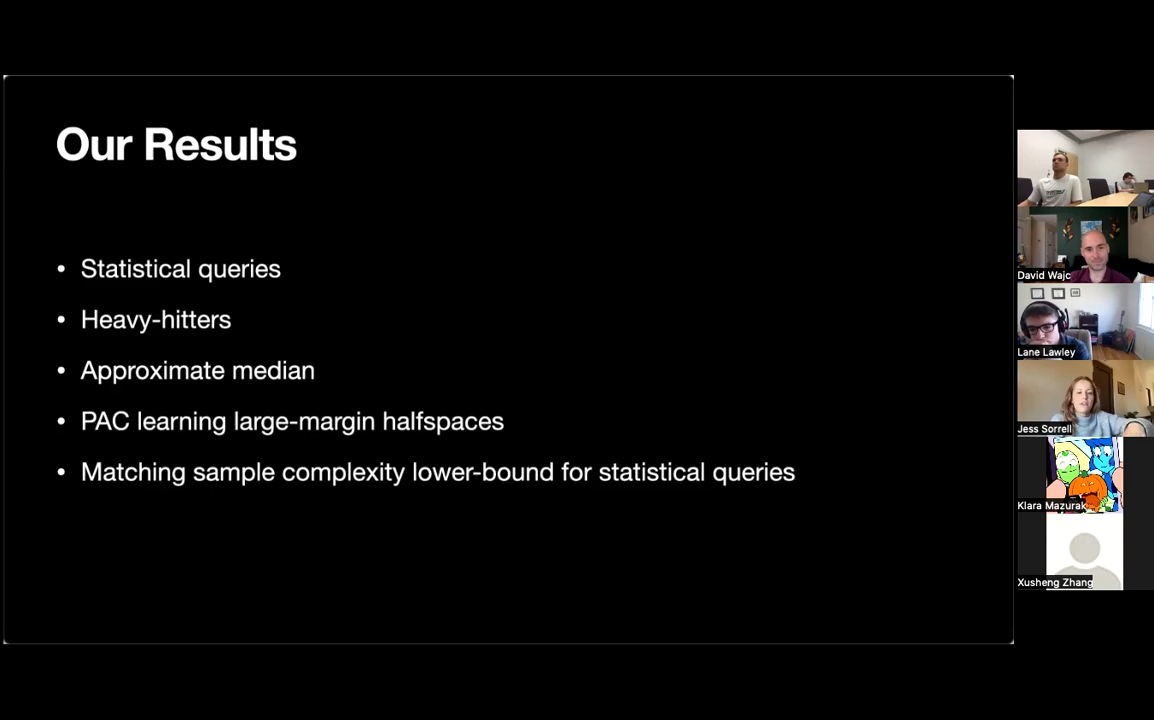 Our Results
• Statistical queries
• Heavy-hitters
• Approximate median
• PAC learning large-margin halfspaces
• Matching sample complexity lower-bound for statistical queries
David Wajc
Lane Lawley
Jess Sorrell
Klara Mazurak
Xusheng Zhang